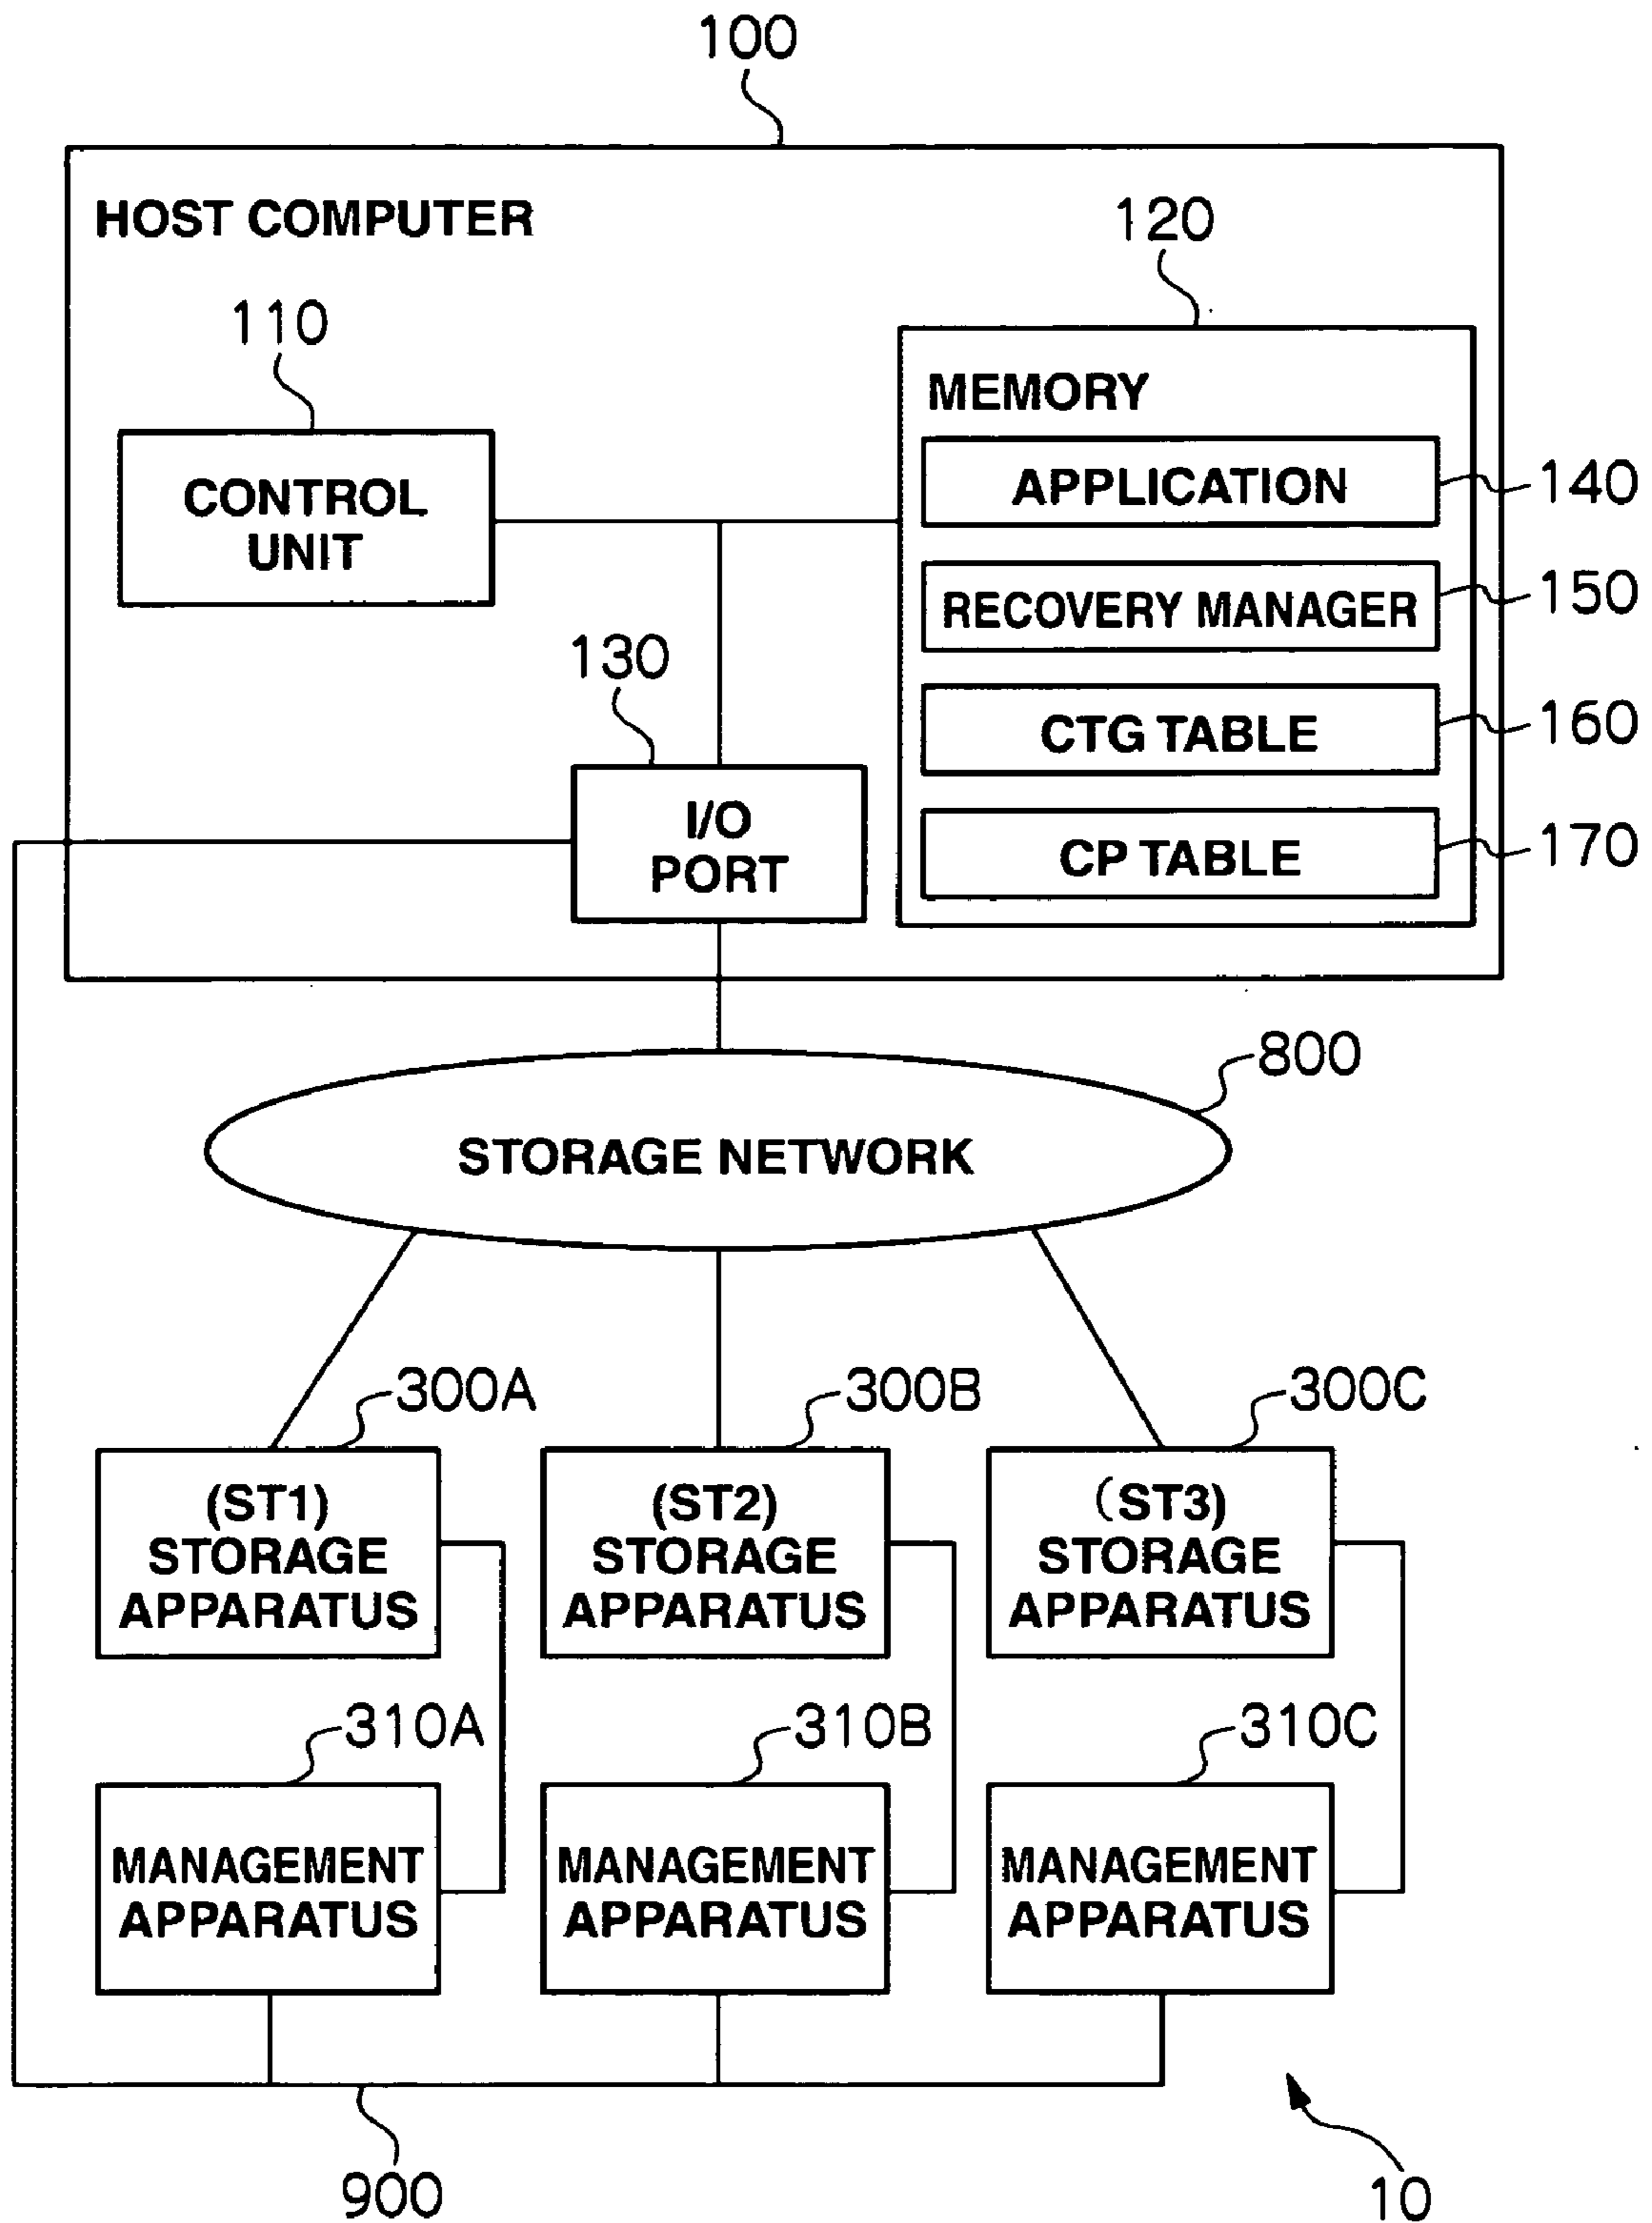 100
HOST COMPUTER
120
110
MEMORY
CONTROL
UNIT
APPLICATION
140
RECOVERY MANAGER
150
130
CTG TABLE
160
I/O
PORT
CP TABLE
170
800
STORAGE NETWORK
300A
300B
300C
(ST1)
STORAGE
APPARATUS
(ST2)
STORAGE
APPARATUS
(ST3)
STORAGE
APPARATUS
310A
310B
310C
MANAGEMENT
APPARATUS
MANAGEMENT
APPARATUS
MANAGEMENT
APPARATUS
900
10